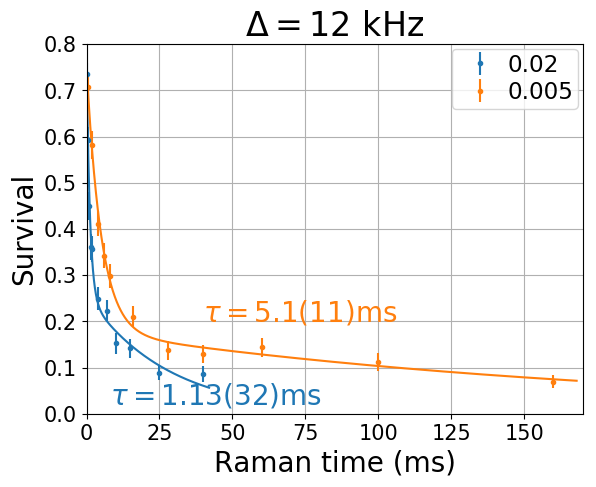 Δ = 12 kHz
0.02
0.005
0.8
0.7
0.6
0.5
0.4
0.3
0.2
0.1
0.0
Survival
τ = 5.1(11)ms
τ = 1.13(32)ms
0 25 50 75 100 125 150
Raman time (ms)